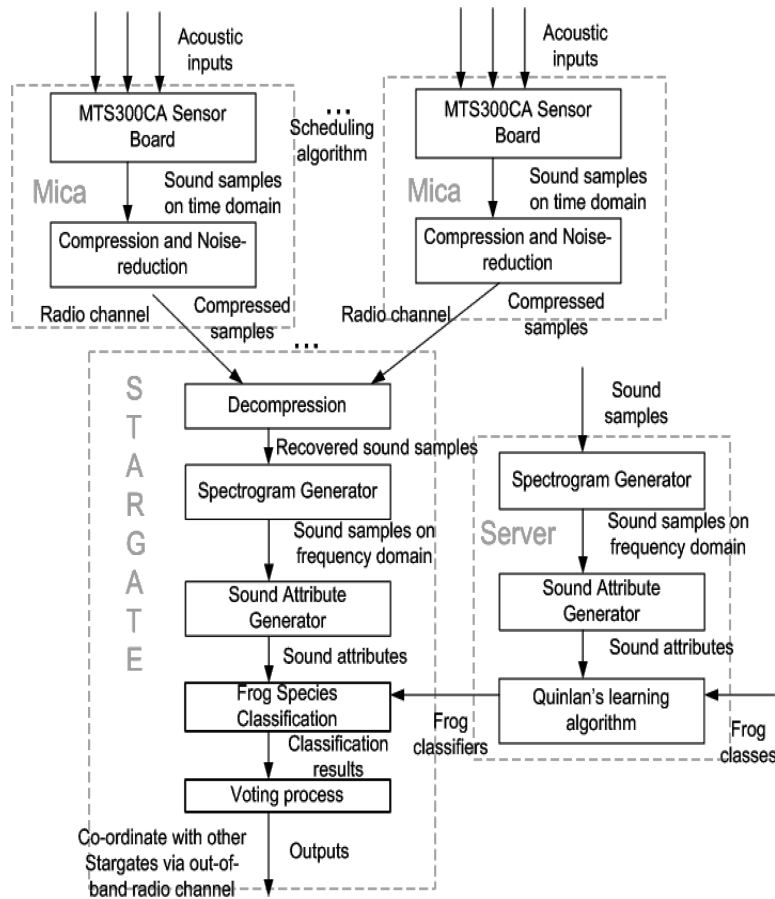 Acoustic
inputs
Acoustic
inputs
MTS300CA Sensor
Board
...
Scheduling
algorithm
MTS300CA Sensor
Board
Mica
Sound samples
on time domain
Mica
Sound samples
on time domain
Compression and Noise-
reduction
Compression and Noise-
reduction
Radio channel
Compressed
samples
Radio channel
Compressed
samples
...
STARGATE
Decompression
Recovered sound samples
Spectrogram Generator
Sound samples on
frequency domain
Sound Attribute
Generator
Sound attributes
Frog Species
Classification
Classification
results
Voting process
Co-ordinate with other
Stargates via out-of-
band radio channel
Outputs
Sound
samples
Spectrogram Generator
Server
Sound samples on
frequency domain
Sound Attribute
Generator
Sound attributes
Quinlan's learning
algorithm
Frog
classifiers
Frog
classes